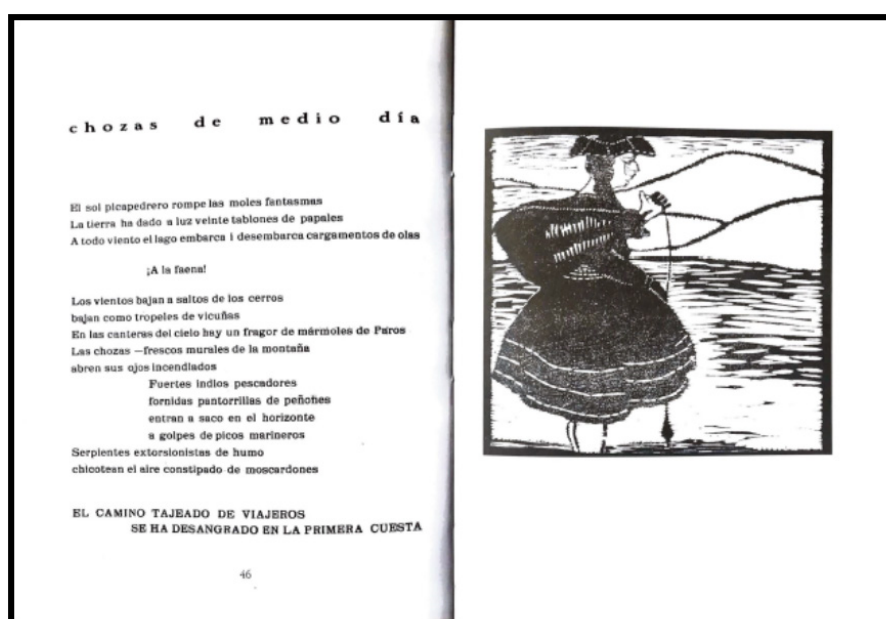 chozas de medio día
El sol picapedrero rompe las moles fantasmas
La tierra ha dado a luz veinte tablones de papales
A todo viento el lago embarca i desembarca cargamentos de olas
¡A la faena!
Los vientos bajan a saltos de los cerros
bajan como tropeles de vicuñas
En las canteras del cielo hay un fragor de mármoles de Paros
Las chozas —frescos murales de la montaña
abren sus ojos incendiados
Fuertes indios pescadores
fornidas pantorrillas de peñofies
entran a saco en el horizonte
a golpes de picos marineros
Serpientes extorsionistas de humo
chicotean el aire constipado de moscardones
EL CAMINO TAJEADO DE VIAJEROS
SE HA DESANGRADO EN LA PRIMERA CUESTA
46